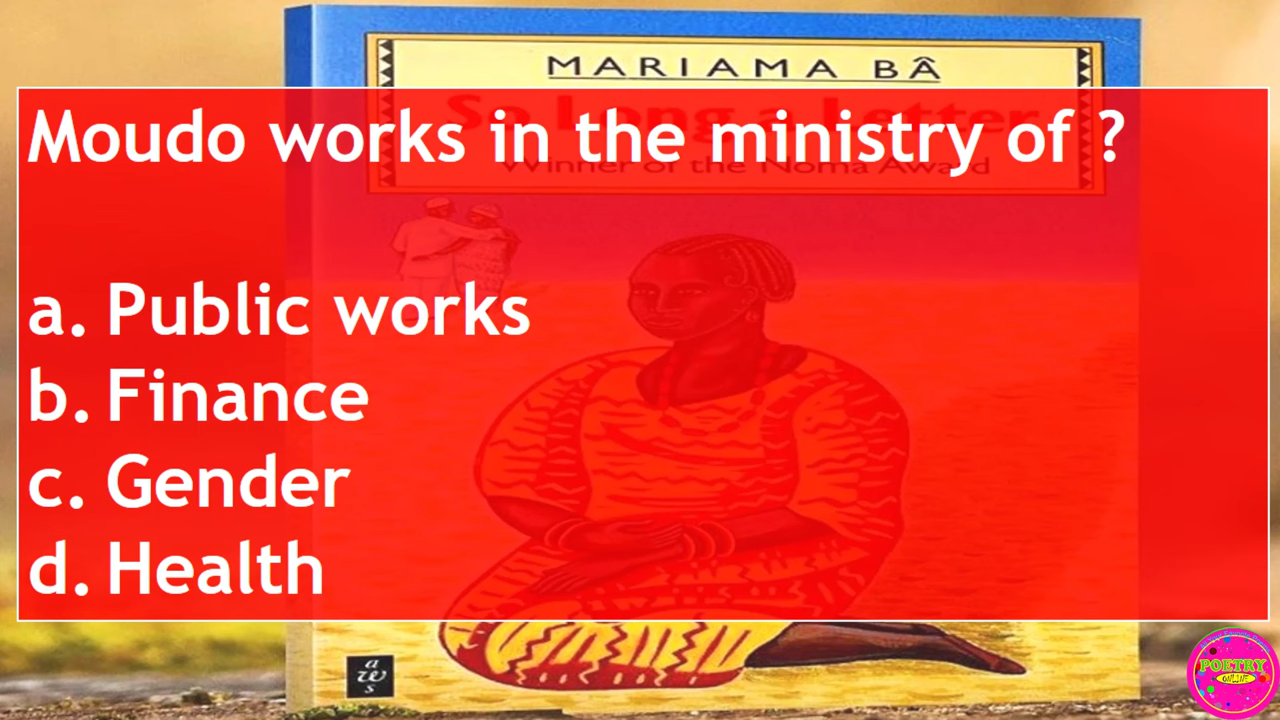 MARIAMA BÂ
So Long a Letter
Winner of the Noma Award
Moudo works in the ministry of ?
a. Public works
b. Finance
c. Gender
d. Health
a
w
s
POETRY
ONLINE